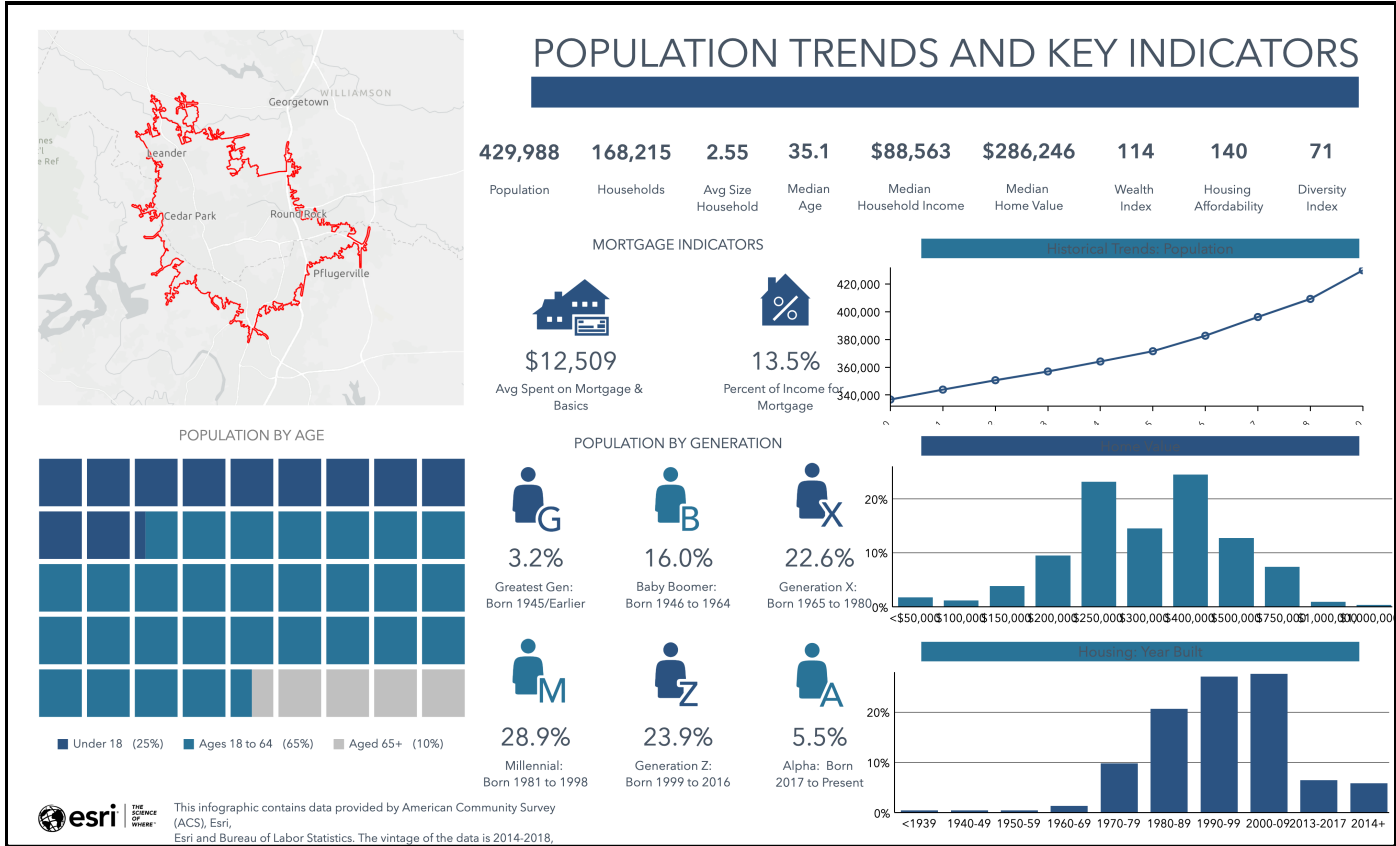 POPULATION TRENDS AND KEY INDICATORS
WILLIAMSON
Georgetown
nes
'l
e Ref
Leander
Cedar Park
Round Rock
Pflugerville
429,988
Population
168,215
Households
2.55
Avg Size
Household
35.1
Median
Age
$88,563
Median
Household Income
$286,246
Median
Home Value
114
Wealth
Index
140
Housing
Affordability
71
Diversity
Index
MORTGAGE INDICATORS
$12,509
Avg Spent on Mortgage &
Basics
%
13.5%
Percent of Income for
Mortgage
Historical Trends: Population
420,000
400,000
380,000
360,000
340,000
POPULATION BY AGE
Under 18 (25%)
Ages 18 to 64 (65%)
Aged 65+ (10%)
POPULATION BY GENERATION
G
3.2%
Greatest Gen:
Born 1945/Earlier
B
16.0%
Baby Boomer:
Born 1946 to 1964
X
22.6%
Generation X:
Born 1965 to 1980
M
28.9%
Millennial:
Born 1981 to 1998
Z
23.9%
Generation Z:
Born 1999 to 2016
A
5.5%
Alpha: Born
2017 to Present
Home Value
20%
10%
0%
<$50,000 $100,000 $150,000 $200,000 $250,000 $300,000 $400,000 $500,000 $750,000
Housing: Year Built
20%
10%
0%
<1939 1940-49 1950-59 1960-69 1970-79 1980-89 1990-99 2000-09 2013-2017 2014+
esri
THE
SCIENCE
OF
WHERE
This infographic contains data provided by American Community Survey
(ACS), Esri,
Esri and Bureau of Labor Statistics. The vintage of the data is 2014-2018,